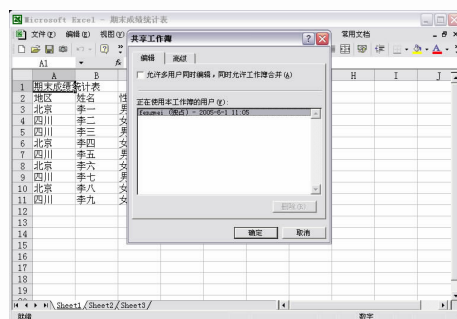 Microsoft Excel - 期末成绩统计表
文件(F) 编辑(E) 视图(V) 常用文档
A1 fx
共享工作簿
编辑 高级
允许多用户同时编辑，同时允许工作簿合并(A)
正在使用本工作簿的用户(W):
fengmei (独占) - 2005-6-1 11:05
删除(R)
确定 取消
A B H I J
1 期末成绩统计表
2 地区 姓名 性
3 北京 李一 男
4 四川 李二 女
5 四川 李三 男
6 北京 李四 女
7 四川 李五 男
8 北京 李六 女
9 四川 李七 男
10 北京 李八 女
11 四川 李九 女
12
13
14
15
16
17
18
19
Sheet1 Sheet2 Sheet3
就绪 数字